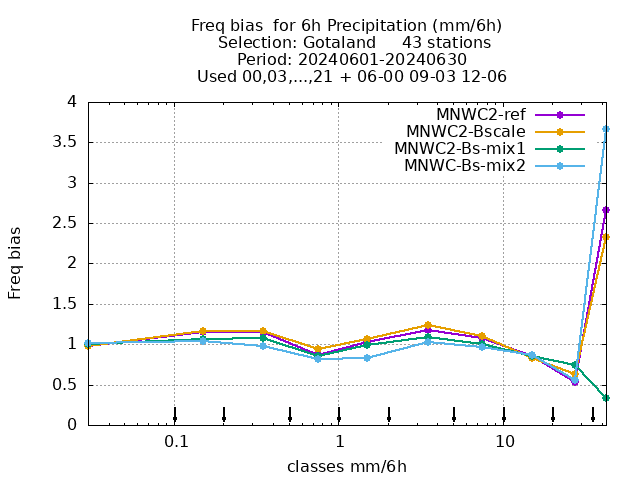 Freq bias  for 6h Precipitation (mm/6h)
Selection: Gotaland     43 stations
Period: 20240601-20240630
Used 00,03,...,21 + 06-00 09-03 12-06
MNWC2-ref
MNWC2-Bscale
MNWC2-Bs-mix1
MNWC-Bs-mix2
4
3.5
3
2.5
2
1.5
1
0.5
0
Freq bias
0.1
1
10
classes mm/6h